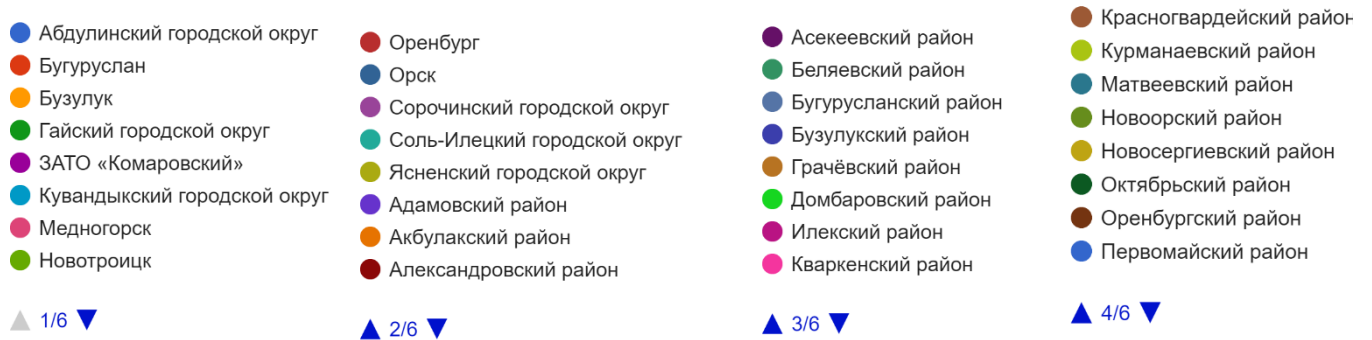 Абдулинский городской округ
Бугуруслан
Бузулук
Гайский городской округ
ЗАТО «Комаровский»
Кувандыкский городской округ
Медногорск
Новотроицк
1/6
Оренбург
Орск
Сорочинский городской округ
Соль-Илецкий городской округ
Ясненский городской округ
Адамовский район
Акбулакский район
Александровский район
2/6
Асекеевский район
Беляевский район
Бугурусланский район
Бузулукский район
Грачёвский район
Домбаровский район
Илекский район
Кваркенский район
3/6
Красногвардейский район
Курманаевский район
Матвеевский район
Новоорский район
Новосергиевский район
Октябрьский район
Оренбургский район
Первомайский район
4/6